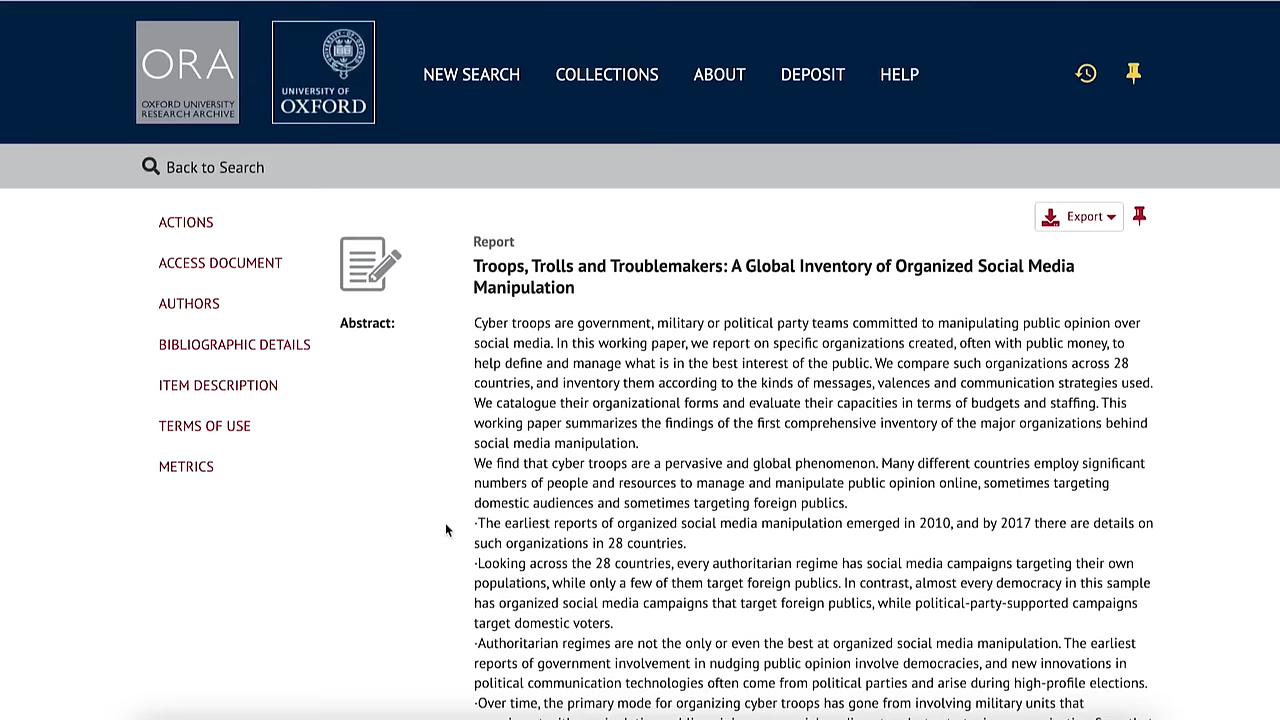 ORA
OXFORD UNIVERSITY
RESEARCH ARCHIVE
UNIVERSITY OF
OXFORD
NEW SEARCH
COLLECTIONS
ABOUT
DEPOSIT
HELP
Back to Search
ACTIONS
ACCESS DOCUMENT
AUTHORS
BIBLIOGRAPHIC DETAILS
ITEM DESCRIPTION
TERMS OF USE
METRICS
Export
Report
Troops, Trolls and Troublemakers: A Global Inventory of Organized Social Media
Manipulation
Abstract:
Cyber troops are government, military or political party teams committed to manipulating public opinion over
social media. In this working paper, we report on specific organizations created, often with public money, to
help define and manage what is in the best interest of the public. We compare such organizations across 28
countries, and inventory them according to the kinds of messages, valences and communication strategies used.
We catalogue their organizational forms and evaluate their capacities in terms of budgets and staffing. This
working paper summarizes the findings of the first comprehensive inventory of the major organizations behind
social media manipulation.
We find that cyber troops are a pervasive and global phenomenon. Many different countries employ significant
numbers of people and resources to manage and manipulate public opinion online, sometimes targeting
domestic audiences and sometimes targeting foreign publics.
·The earliest reports of organized social media manipulation emerged in 2010, and by 2017 there are details on
such organizations in 28 countries.
·Looking across the 28 countries, every authoritarian regime has social media campaigns targeting their own
populations, while only a few of them target foreign publics. In contrast, almost every democracy in this sample
has organized social media campaigns that target foreign publics, while political-party-supported campaigns
target domestic voters.
·Authoritarian regimes are not the only or even the best at organized social media manipulation. The earliest
reports of government involvement in nudging public opinion involve democracies, and new innovations in
political communication technologies often come from political parties and arise during high-profile elections.
·Over time, the primary mode for organizing cyber troops has gone from involving military units that